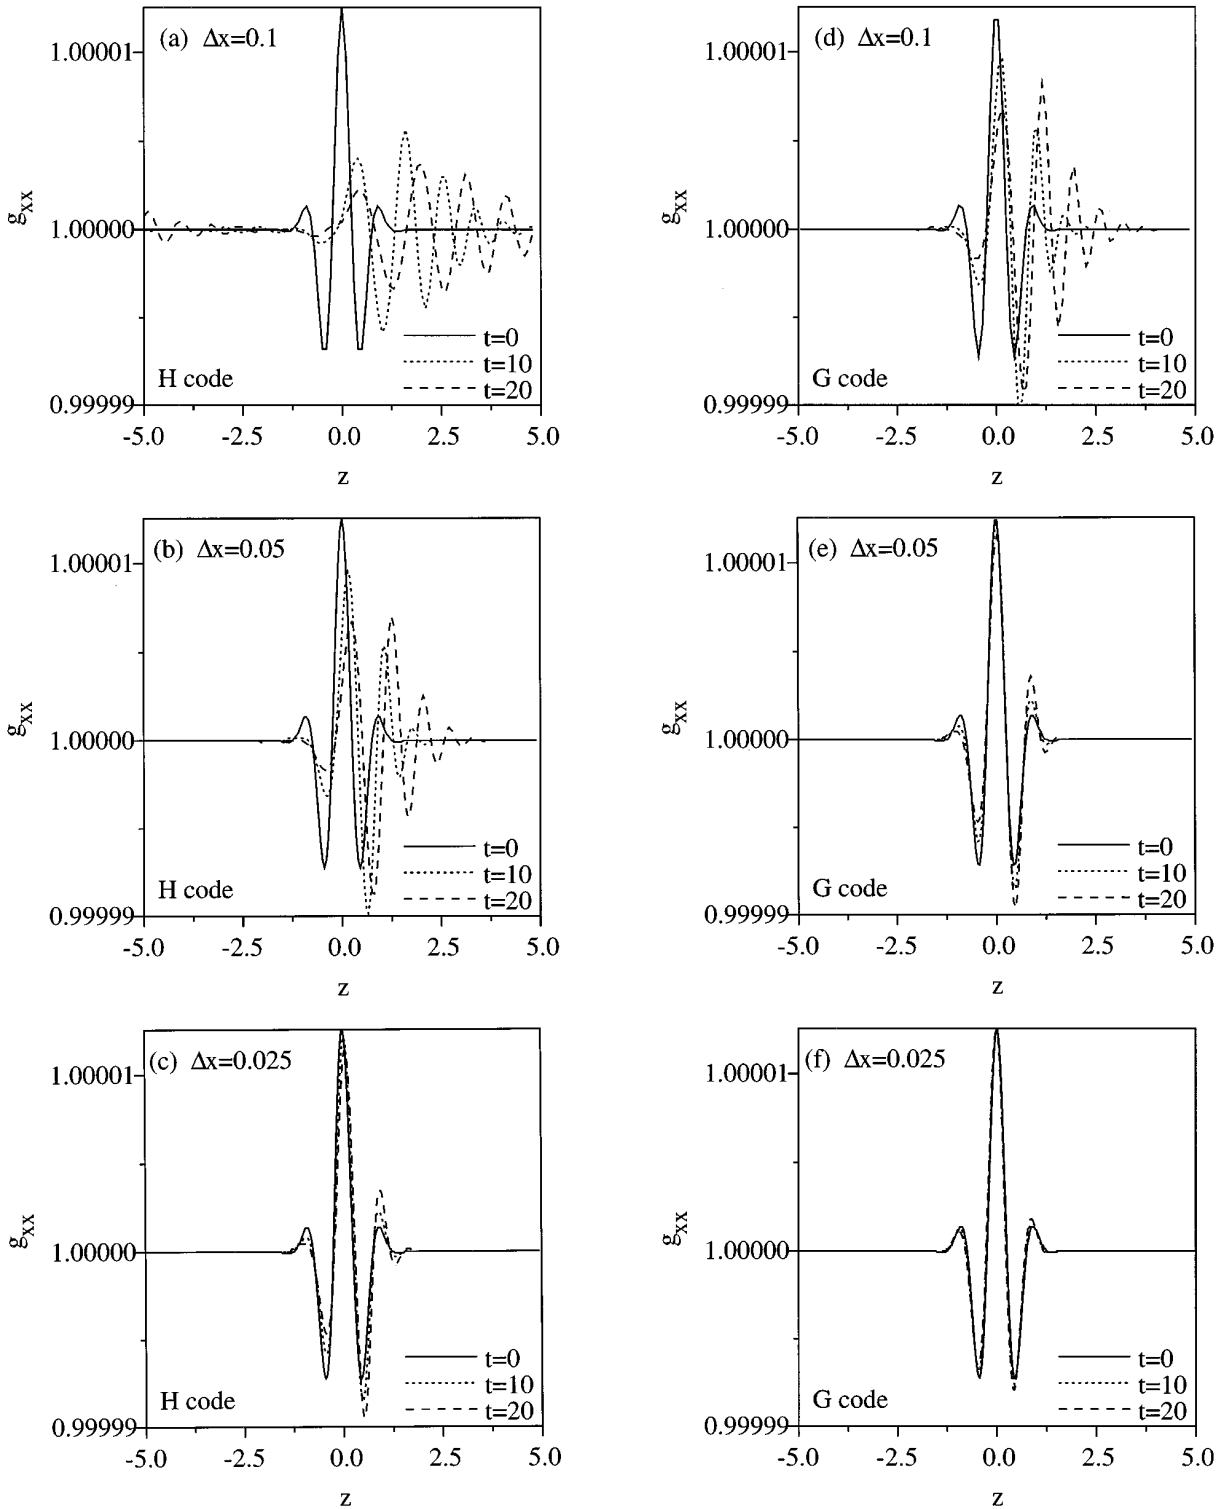 (a) Δx=0.1
1.00001
1.00000
0.99999
g_xx
t=0
t=10
t=20
H code
-5.0 -2.5 0.0 2.5 5.0
z
(d) Δx=0.1
1.00001
1.00000
0.99999
g_xx
t=0
t=10
t=20
G code
-5.0 -2.5 0.0 2.5 5.0
z
(b) Δx=0.05
1.00001
1.00000
0.99999
g_xx
t=0
t=10
t=20
H code
-5.0 -2.5 0.0 2.5 5.0
z
(e) Δx=0.05
1.00001
1.00000
0.99999
g_xx
t=0
t=10
t=20
G code
-5.0 -2.5 0.0 2.5 5.0
z
(c) Δx=0.025
1.00001
1.00000
0.99999
g_xx
t=0
t=10
t=20
H code
-5.0 -2.5 0.0 2.5 5.0
z
(f) Δx=0.025
1.00001
1.00000
0.99999
g_xx
t=0
t=10
t=20
G code
-5.0 -2.5 0.0 2.5 5.0
z